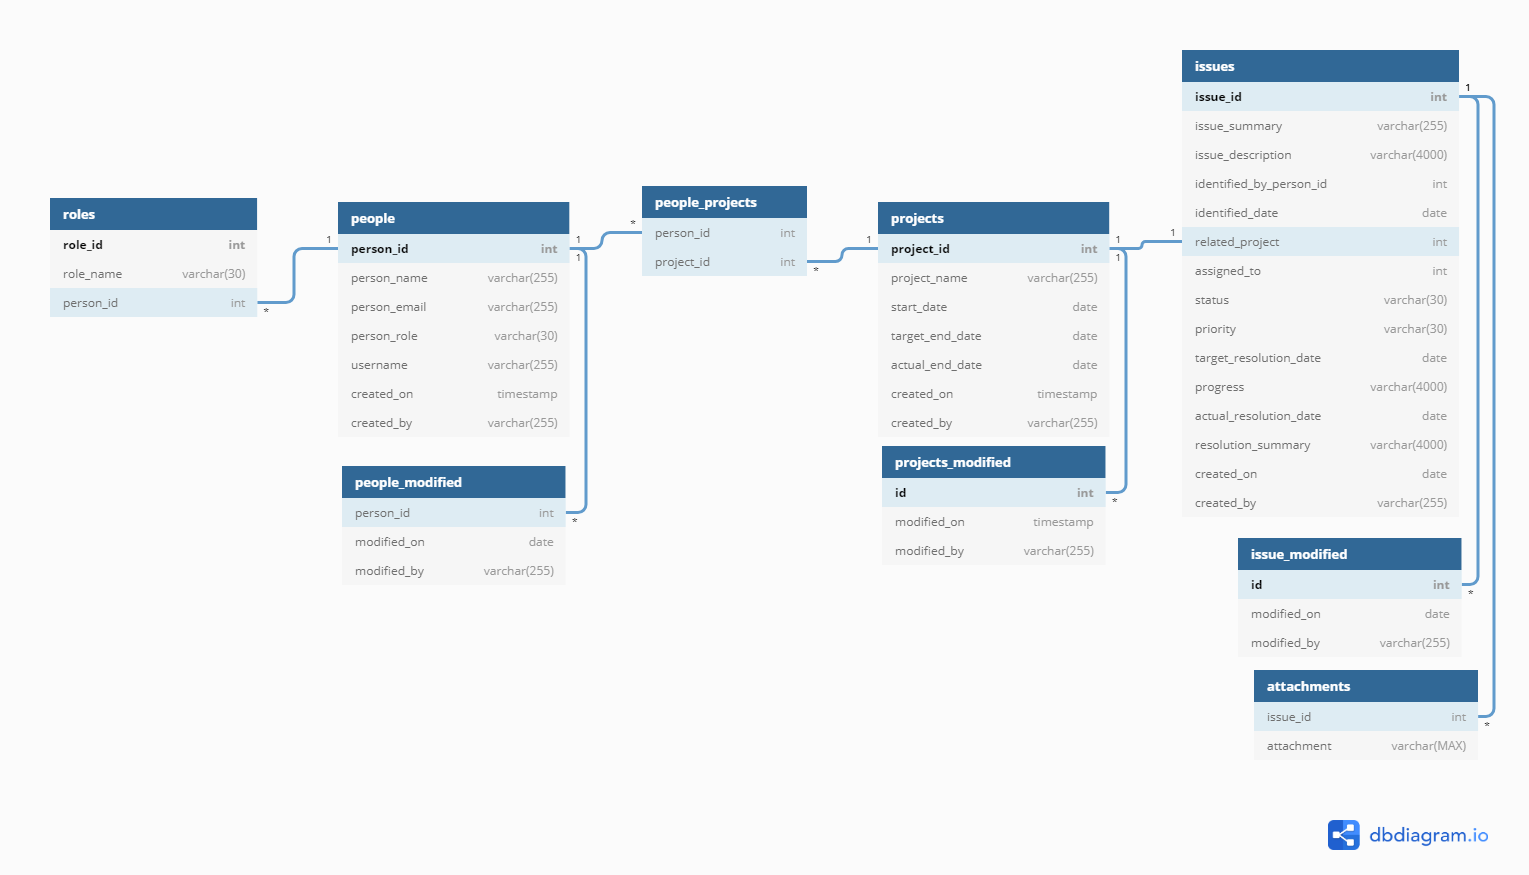 roles
role_id int
role_name varchar(30)
person_id int
1
*
people
person_id int
person_name varchar(255)
person_email varchar(255)
person_role varchar(30)
username varchar(255)
created_on timestamp
created_by varchar(255)
1
1
*
people_modified
person_id int
modified_on date
modified_by varchar(255)
*
people_projects
person_id int
project_id int
*
1
projects
project_id int
project_name varchar(255)
start_date date
target_end_date date
actual_end_date date
created_on timestamp
created_by varchar(255)
1
1
1
projects_modified
id int
modified_on timestamp
modified_by varchar(255)
*
issues
issue_id int
issue_summary varchar(255)
issue_description varchar(4000)
identified_by_person_id int
identified_date date
related_project int
assigned_to int
status varchar(30)
priority varchar(30)
target_resolution_date date
progress varchar(4000)
actual_resolution_date date
resolution_summary varchar(4000)
created_on date
created_by varchar(255)
1
issue_modified
id int
modified_on date
modified_by varchar(255)
*
attachments
issue_id int
attachment varchar(MAX)
*
dbdiagram.io